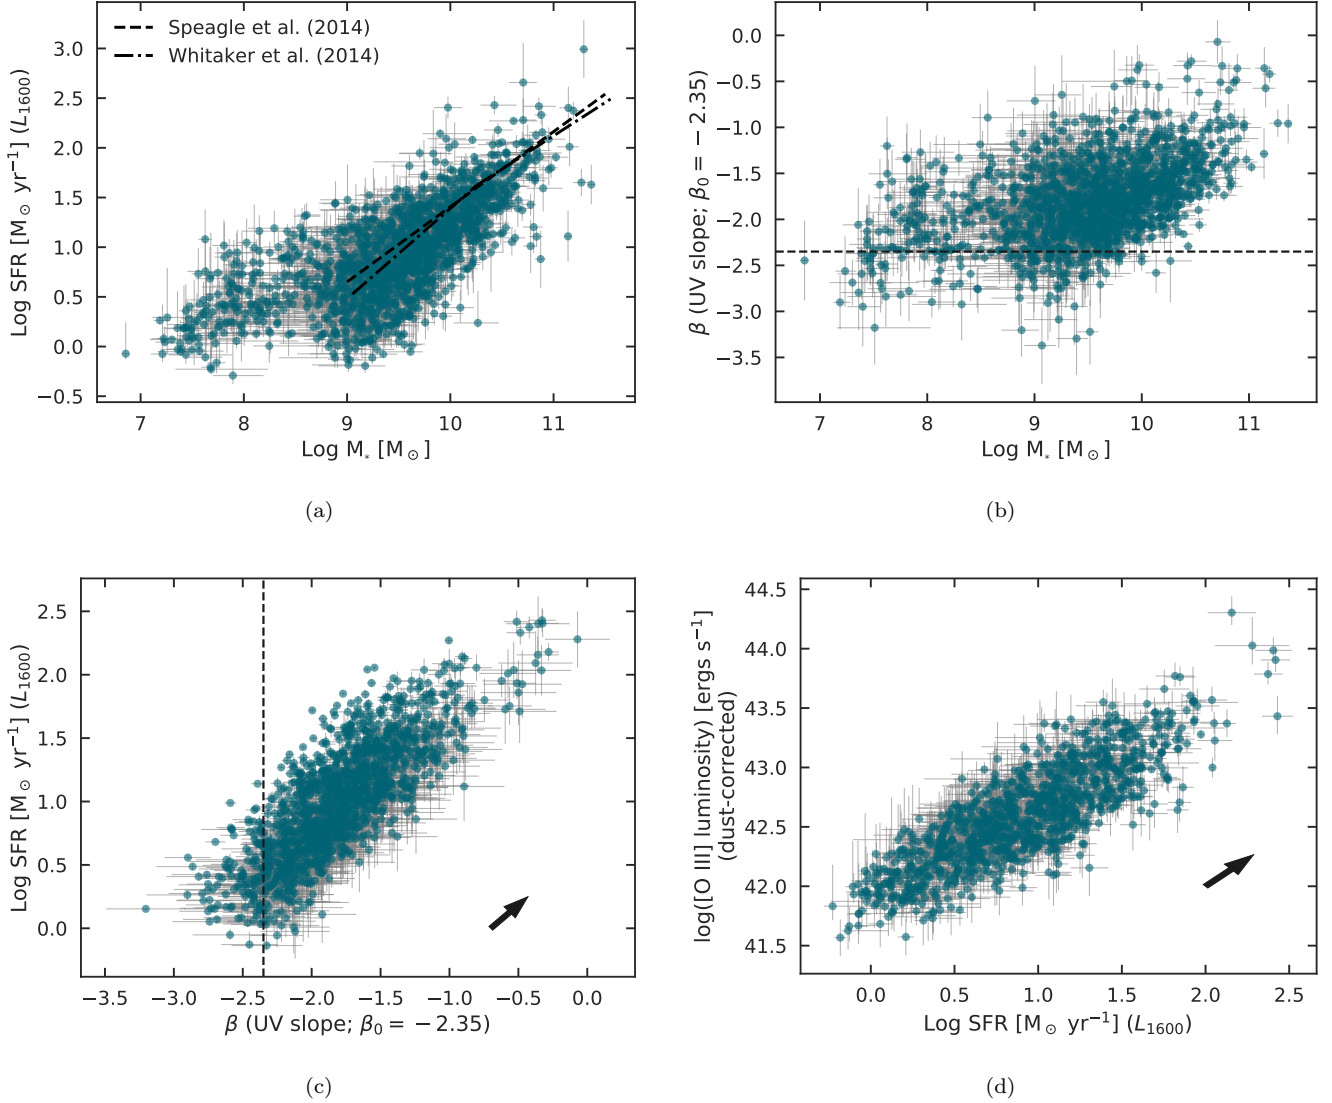 Speagle et al. (2014)
Whitaker et al. (2014)
Log SFR [M⊙ yr⁻¹] (L₁₆₀₀)
3.0
2.5
2.0
1.5
1.0
0.5
0.0
−0.5
7 8 9 10 11
Log M* [M⊙]
(a)
β (UV slope; β₀ = −2.35)
0.0
−0.5
−1.0
−1.5
−2.0
−2.5
−3.0
−3.5
7 8 9 10 11
Log M* [M⊙]
(b)
Log SFR [M⊙ yr⁻¹] (L₁₆₀₀)
2.5
2.0
1.5
1.0
0.5
0.0
−3.5 −3.0 −2.5 −2.0 −1.5 −1.0 −0.5 0.0
β (UV slope; β₀ = −2.35)
(c)
log([O III] luminosity) [ergs s⁻¹]
(dust-corrected)
44.5
44.0
43.5
43.0
42.5
42.0
41.5
0.0 0.5 1.0 1.5 2.0 2.5
Log SFR [M⊙ yr⁻¹] (L₁₆₀₀)
(d)